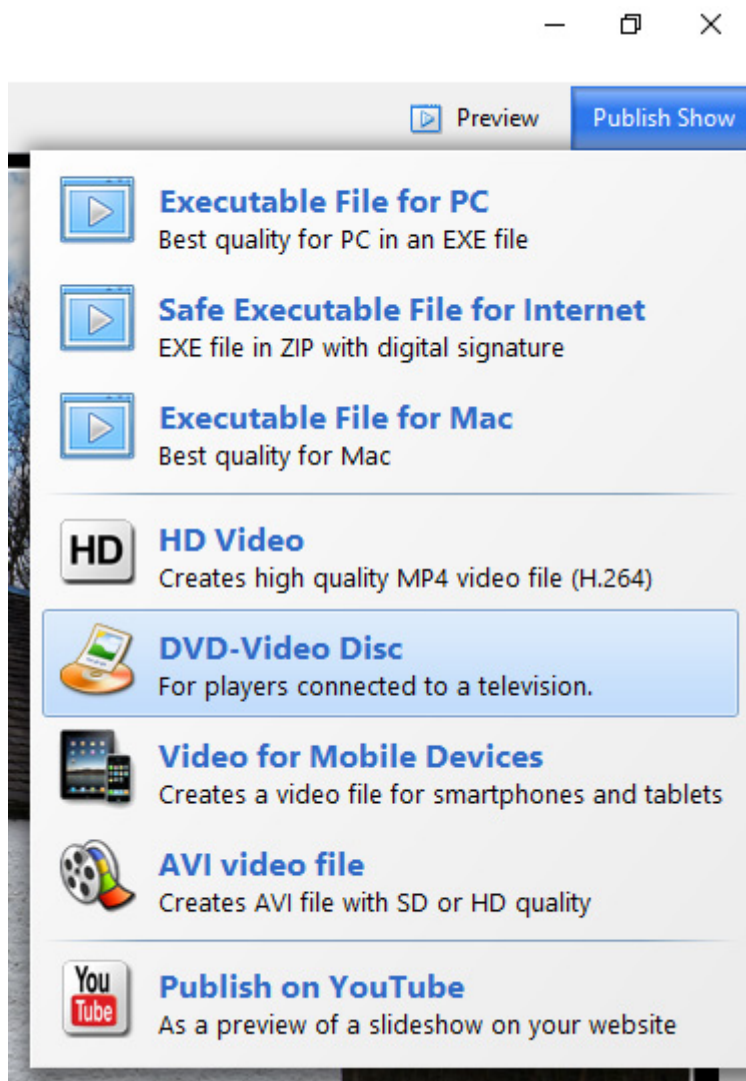 Preview
Publish Show
Executable File for PC
Best quality for PC in an EXE file
Safe Executable File for Internet
EXE file in ZIP with digital signature
Executable File for Mac
Best quality for Mac
HD
HD Video
Creates high quality MP4 video file (H.264)
DVD-Video Disc
For players connected to a television.
Video for Mobile Devices
Creates a video file for smartphones and tablets
AVI video file
Creates AVI file with SD or HD quality
You
Tube
Publish on YouTube
As a preview of a slideshow on your website